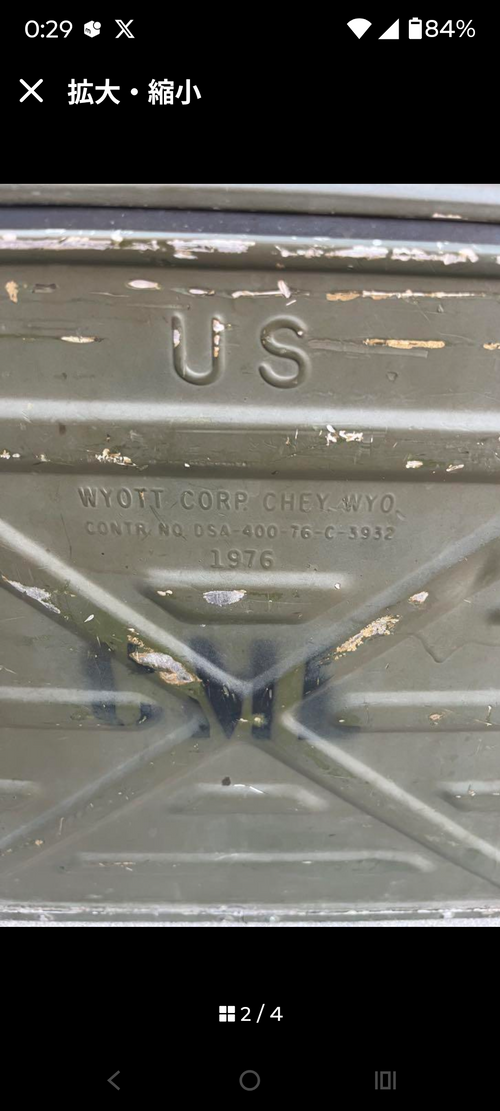 0:29
84%
拡大・縮小
US
WYOTT CORP. CHEY. WYO.
CONTR. NO. DSA-400-76-C-3932
1976
2 / 4